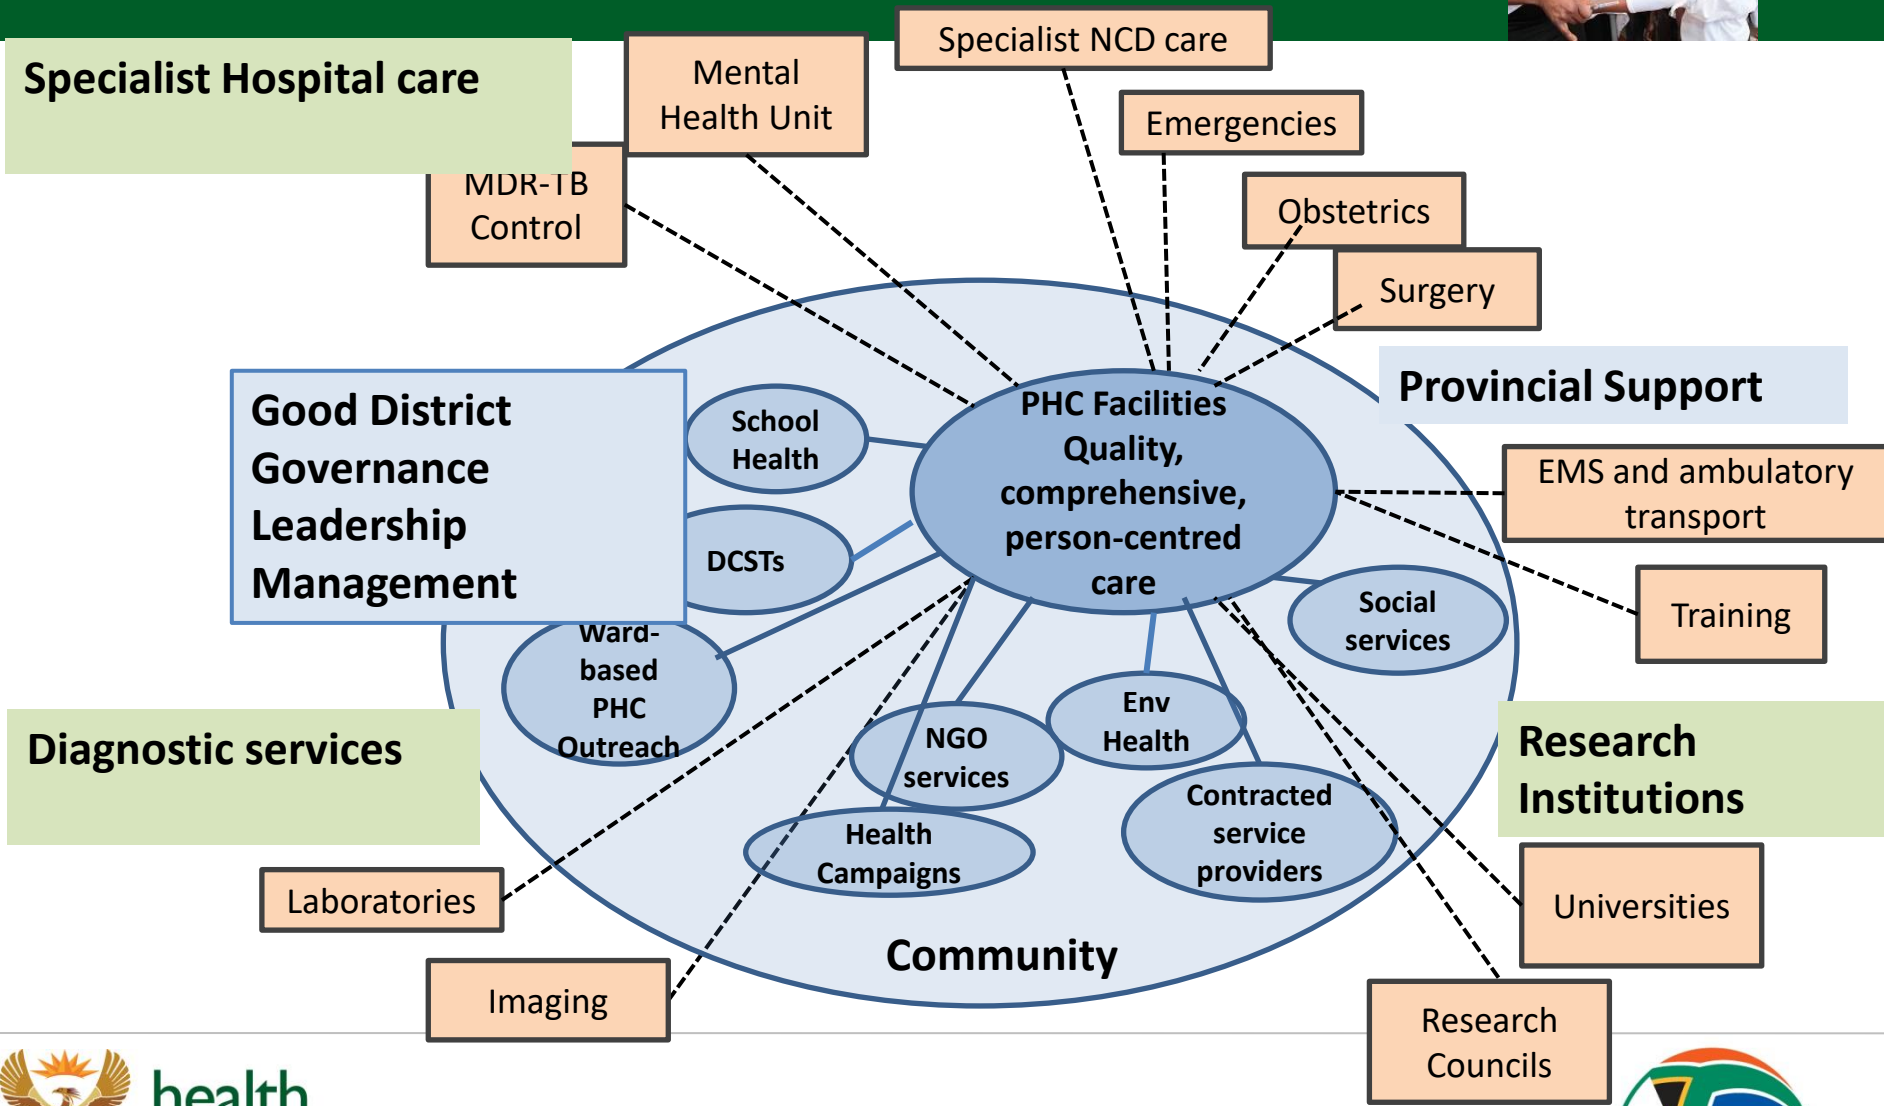 Specialist Hospital care
Mental
Health Unit
Specialist NCD care
Emergencies
MDR-TB
Control
Obstetrics
Surgery
Good District
Governance
Leadership
Management
School
Health
PHC Facilities
Quality,
comprehensive,
person-centred
care
Provincial Support
EMS and ambulatory
transport
DCSTs
Social
services
Training
Ward-
based
PHC
Outreach
Diagnostic services
NGO
services
Env
Health
Research
Institutions
Contracted
service
providers
Health
Campaigns
Laboratories
Universities
Community
Imaging
Research
Councils
health